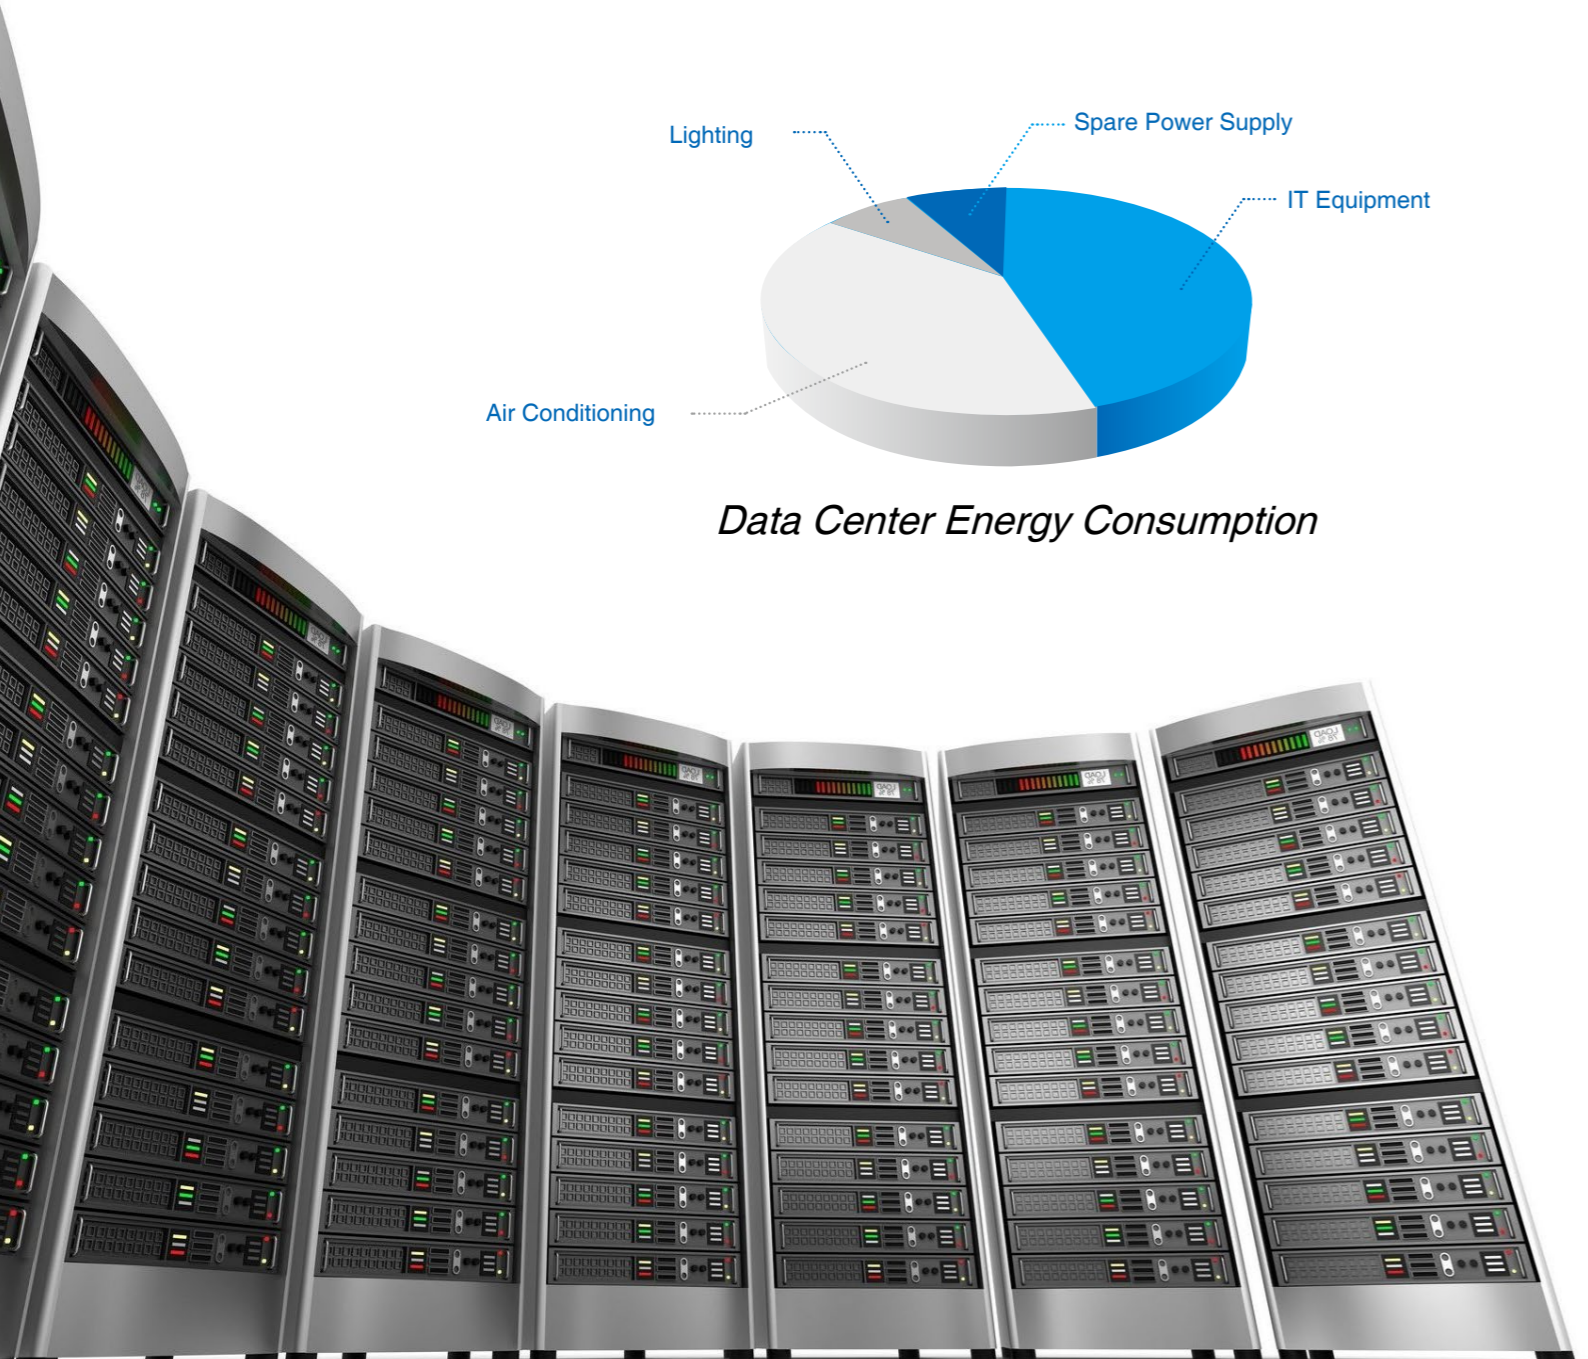 Lighting
Spare Power Supply
IT Equipment
Air Conditioning
Data Center Energy Consumption